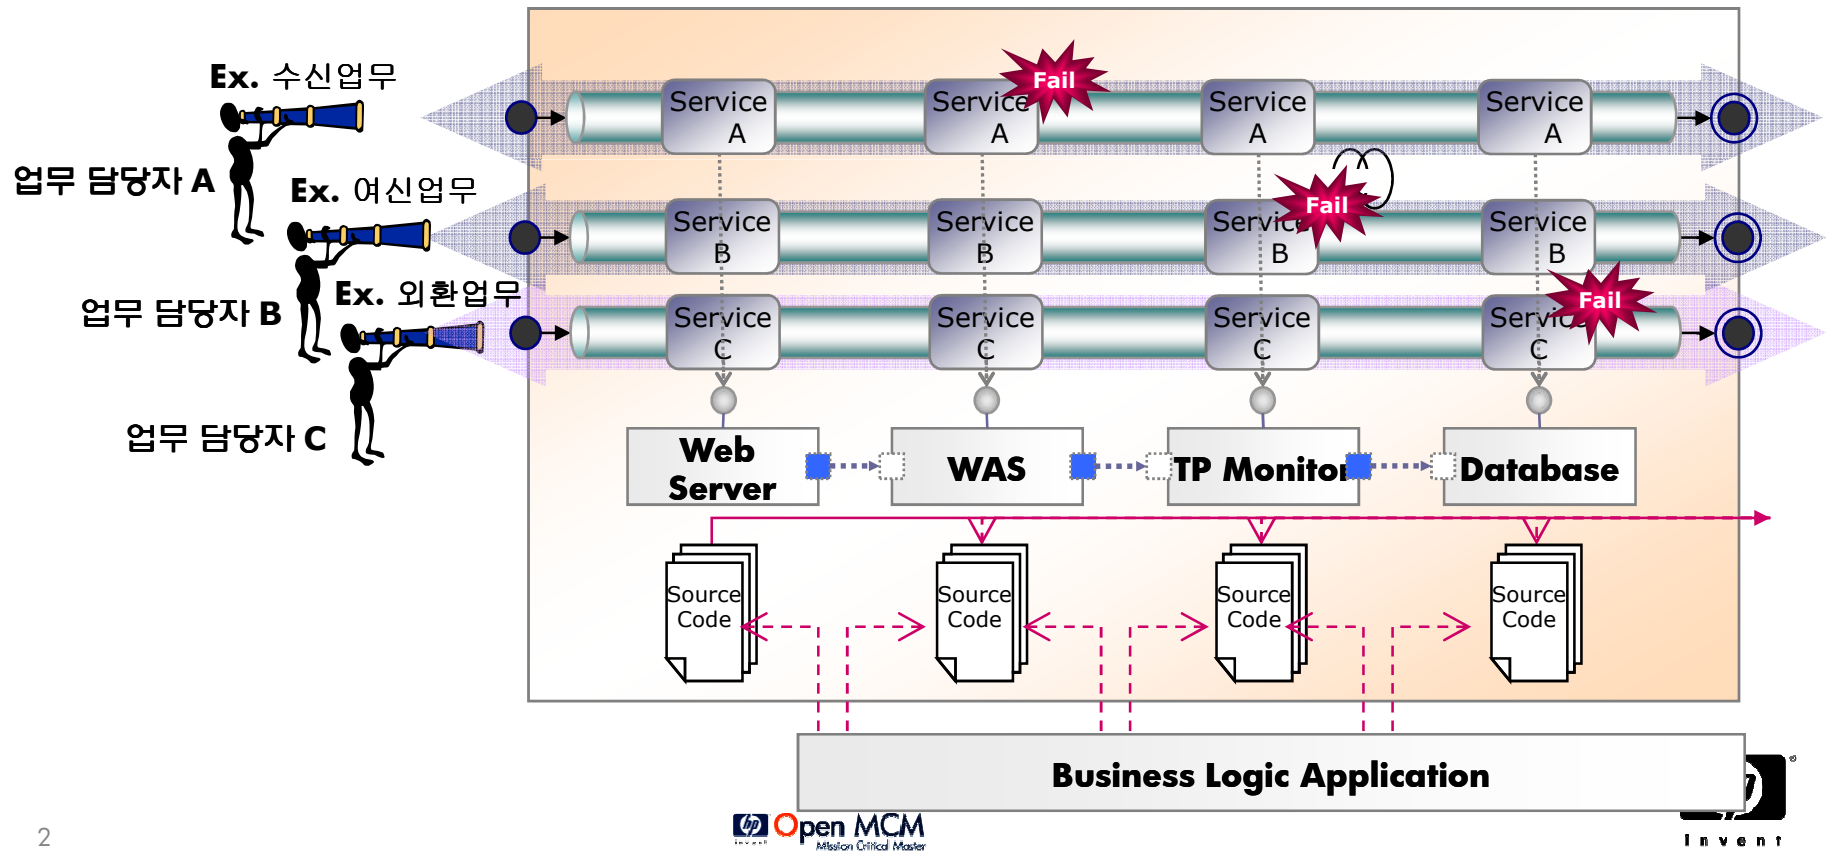 Ex. 수신업무
업무 담당자 A
Ex. 여신업무
업무 담당자 B
Ex. 외환업무
업무 담당자 C
Service
A
Service
A
Fail
Service
A
Service
A
Service
B
Service
B
Service
B
Fail
Service
B
Service
C
Service
C
Service
C
Service
C
Fail
Web
Server
WAS
TP Monitor
Database
Source
Code
Source
Code
Source
Code
Source
Code
Business Logic Application
2
hp
invent
Open MCM
Mission Critical Master
hp
®
invent